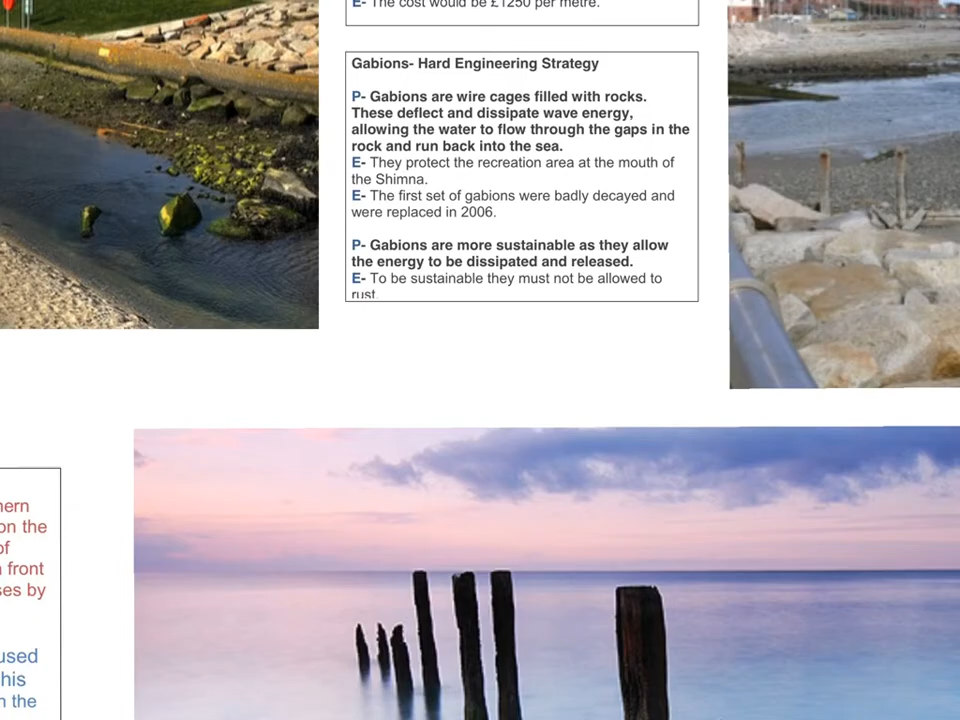 E- The cost would be £1250 per metre.
Gabions- Hard Engineering Strategy
P- Gabions are wire cages filled with rocks.
These deflect and dissipate wave energy,
allowing the water to flow through the gaps in the
rock and run back into the sea.
E- They protect the recreation area at the mouth of
the Shimna.
E- The first set of gabions were badly decayed and
were replaced in 2006.
P- Gabions are more sustainable as they allow
the energy to be dissipated and released.
E- To be sustainable they must not be allowed to
rust.
hern
on the
of
front
ses by
used
his
the